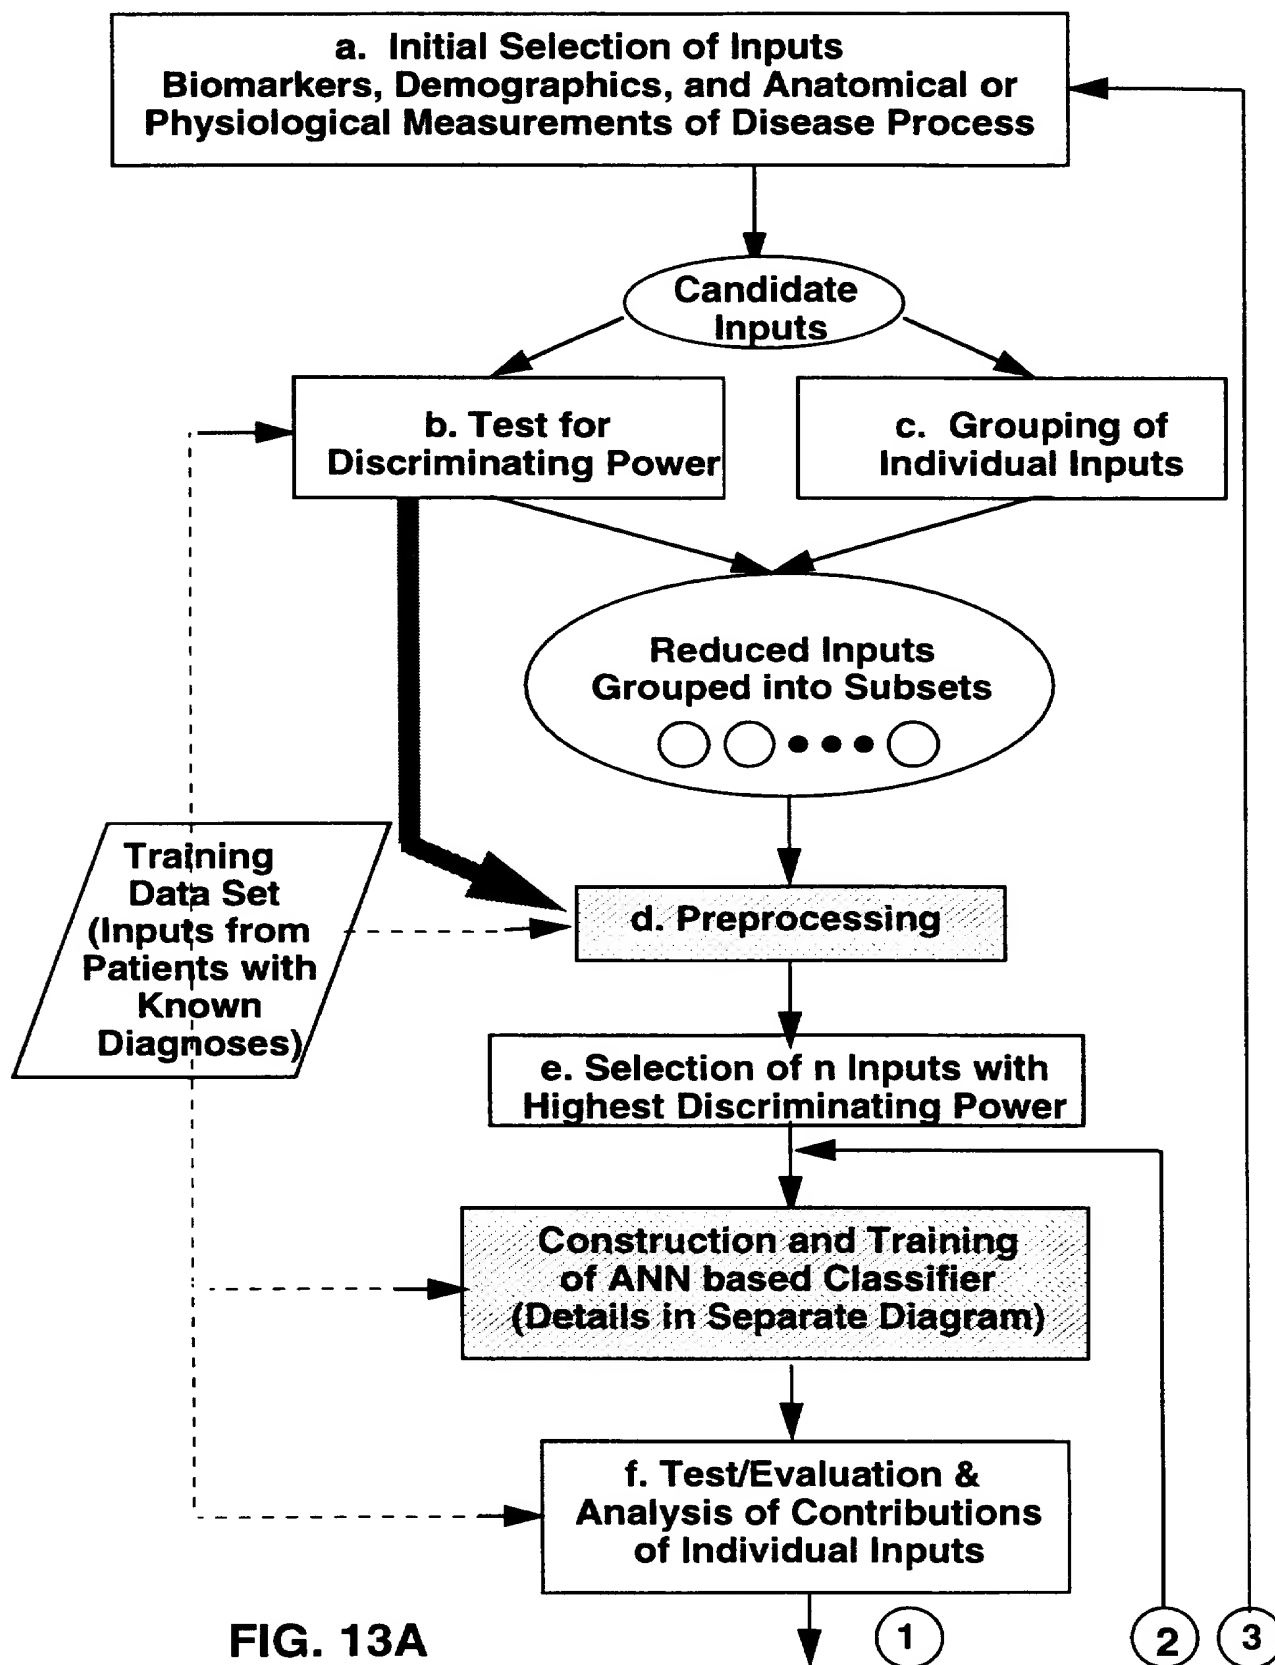 a. Initial Selection of Inputs
Biomarkers, Demographics, and Anatomical or
Physiological Measurements of Disease Process
Candidate
Inputs
b. Test for
Discriminating Power
c. Grouping of
Individual Inputs
Reduced Inputs
Grouped into Subsets
Training
Data Set
(Inputs from
Patients with
Known
Diagnoses)
d. Preprocessing
e. Selection of n Inputs with
Highest Discriminating Power
Construction and Training
of ANN based Classifier
(Details in Separate Diagram)
f. Test/Evaluation &
Analysis of Contributions
of Individual Inputs
FIG. 13A
1
2
3